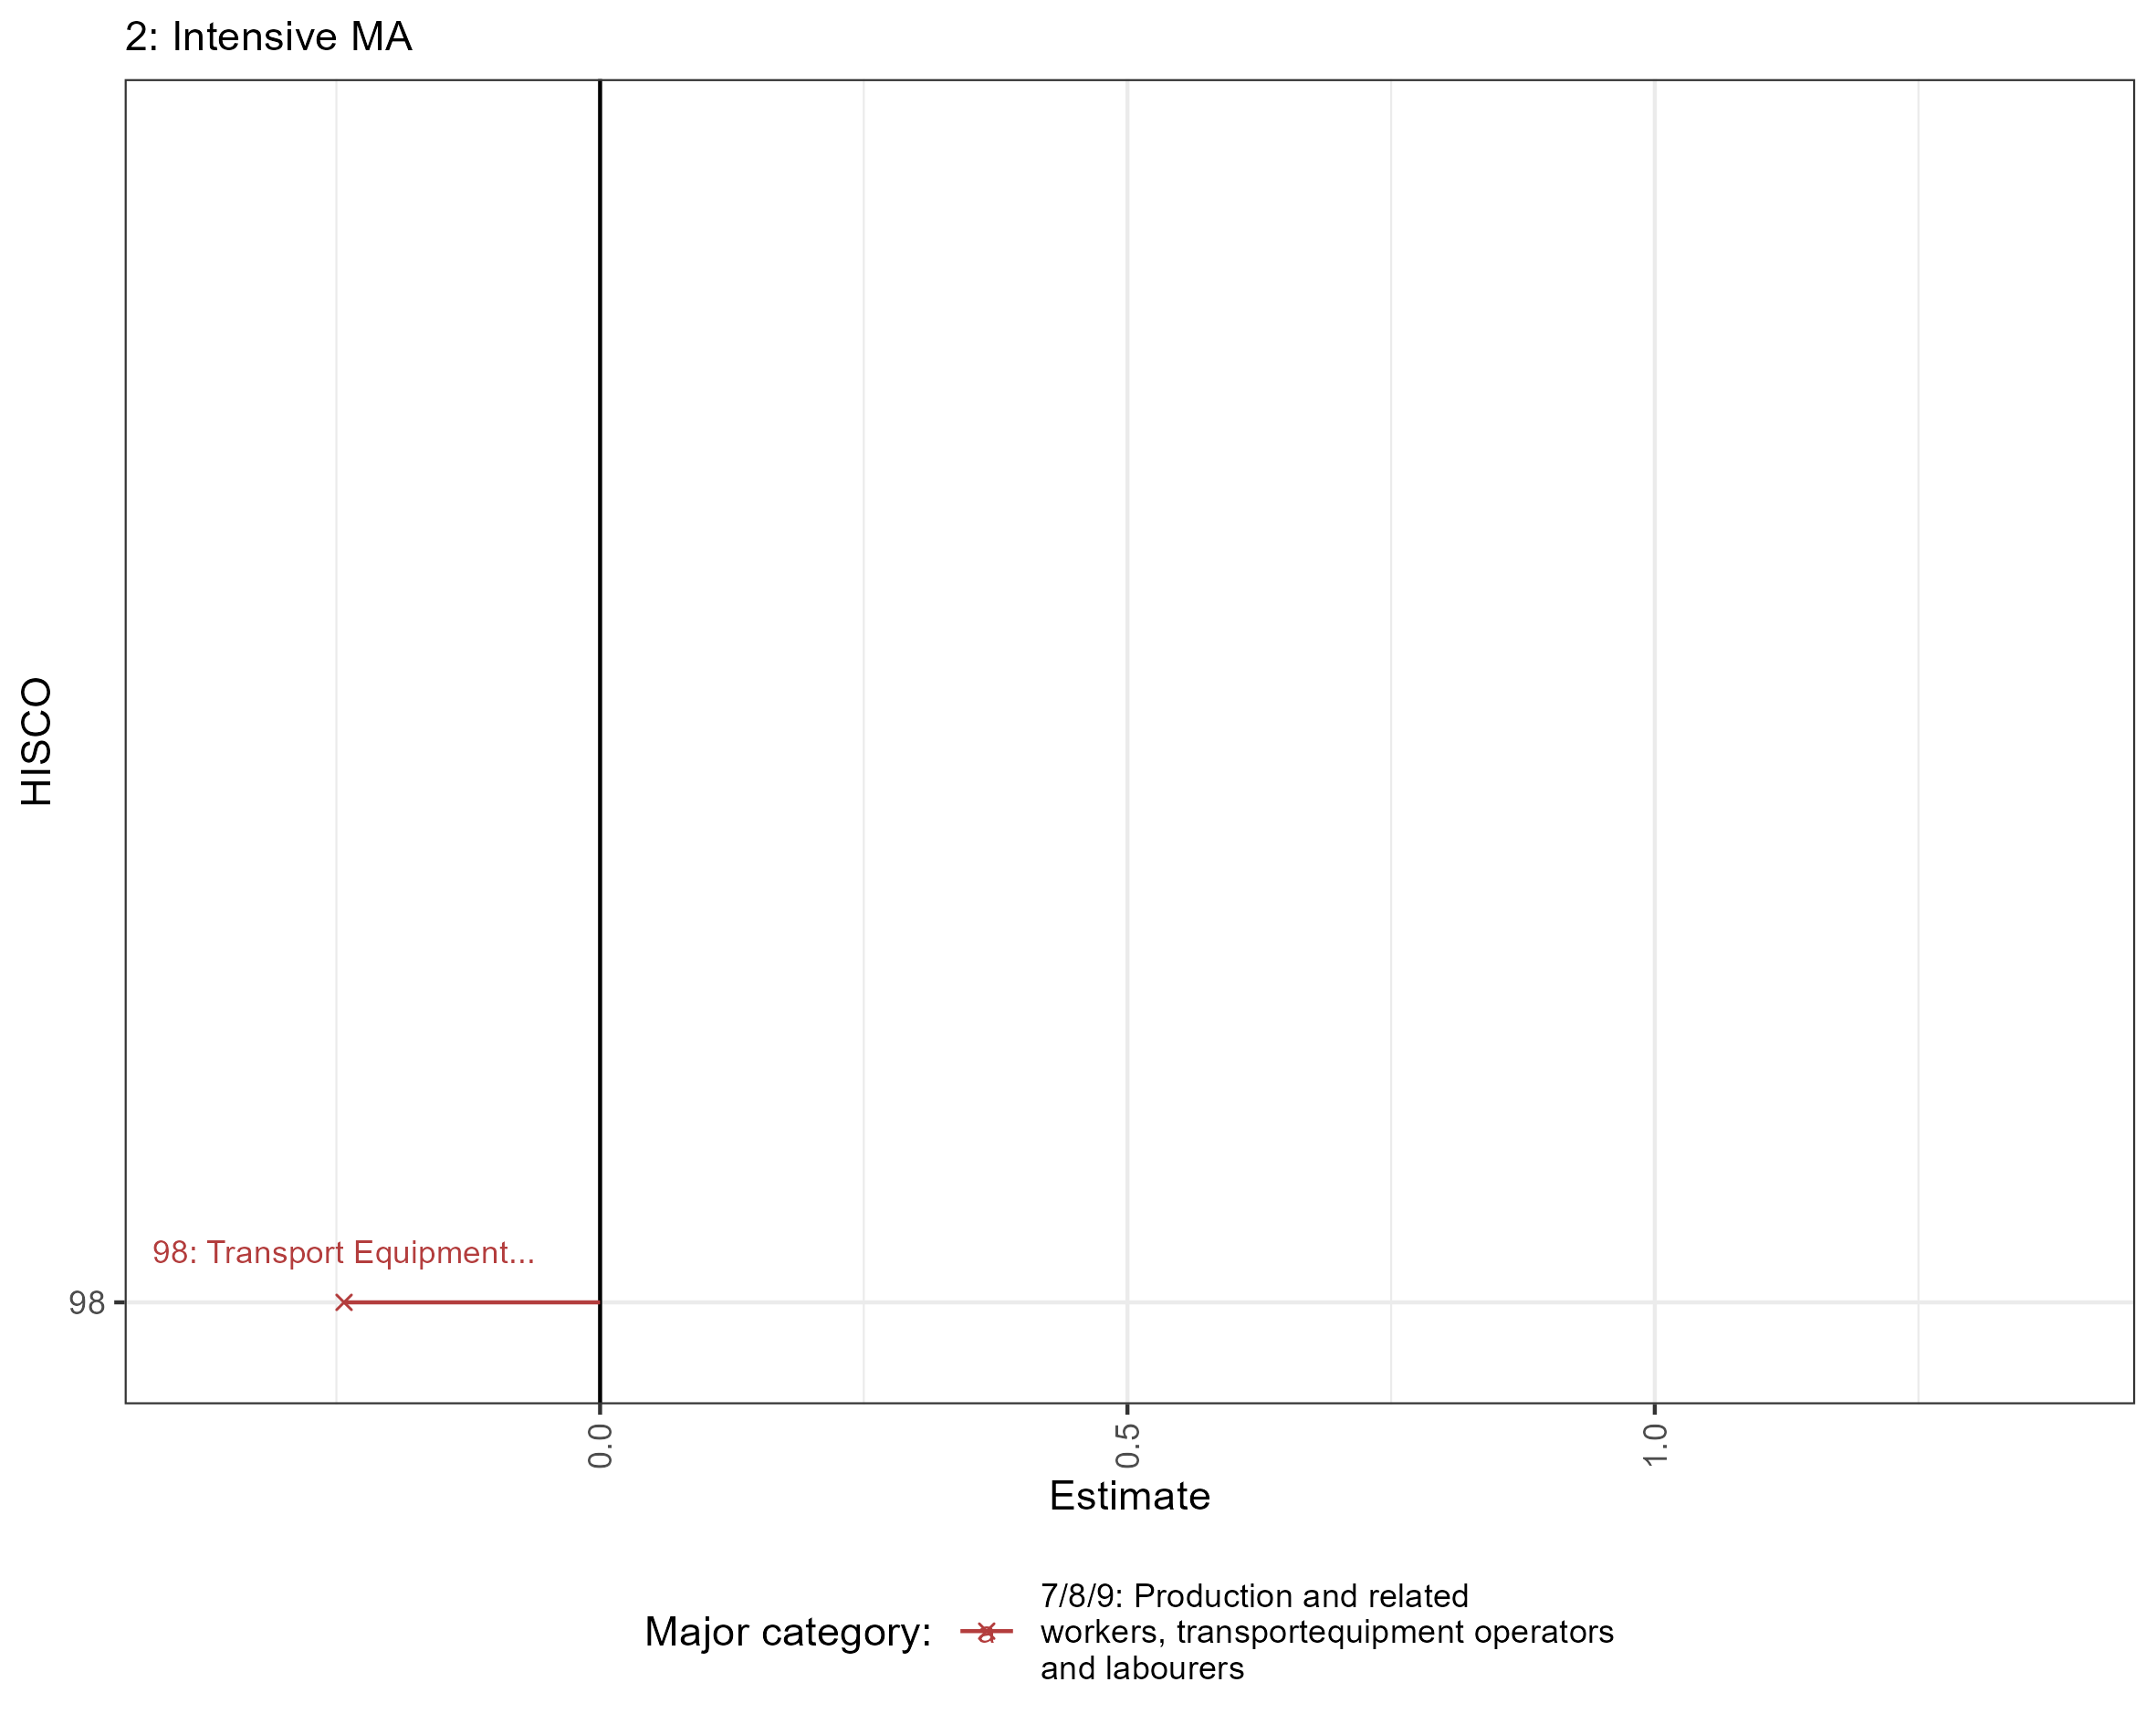 2: Intensive MA
HISCO
98: Transport Equipment...
98
0.0
0.5
1.0
Estimate
Major category:
7/8/9: Production and related
workers, transportequipment operators
and labourers